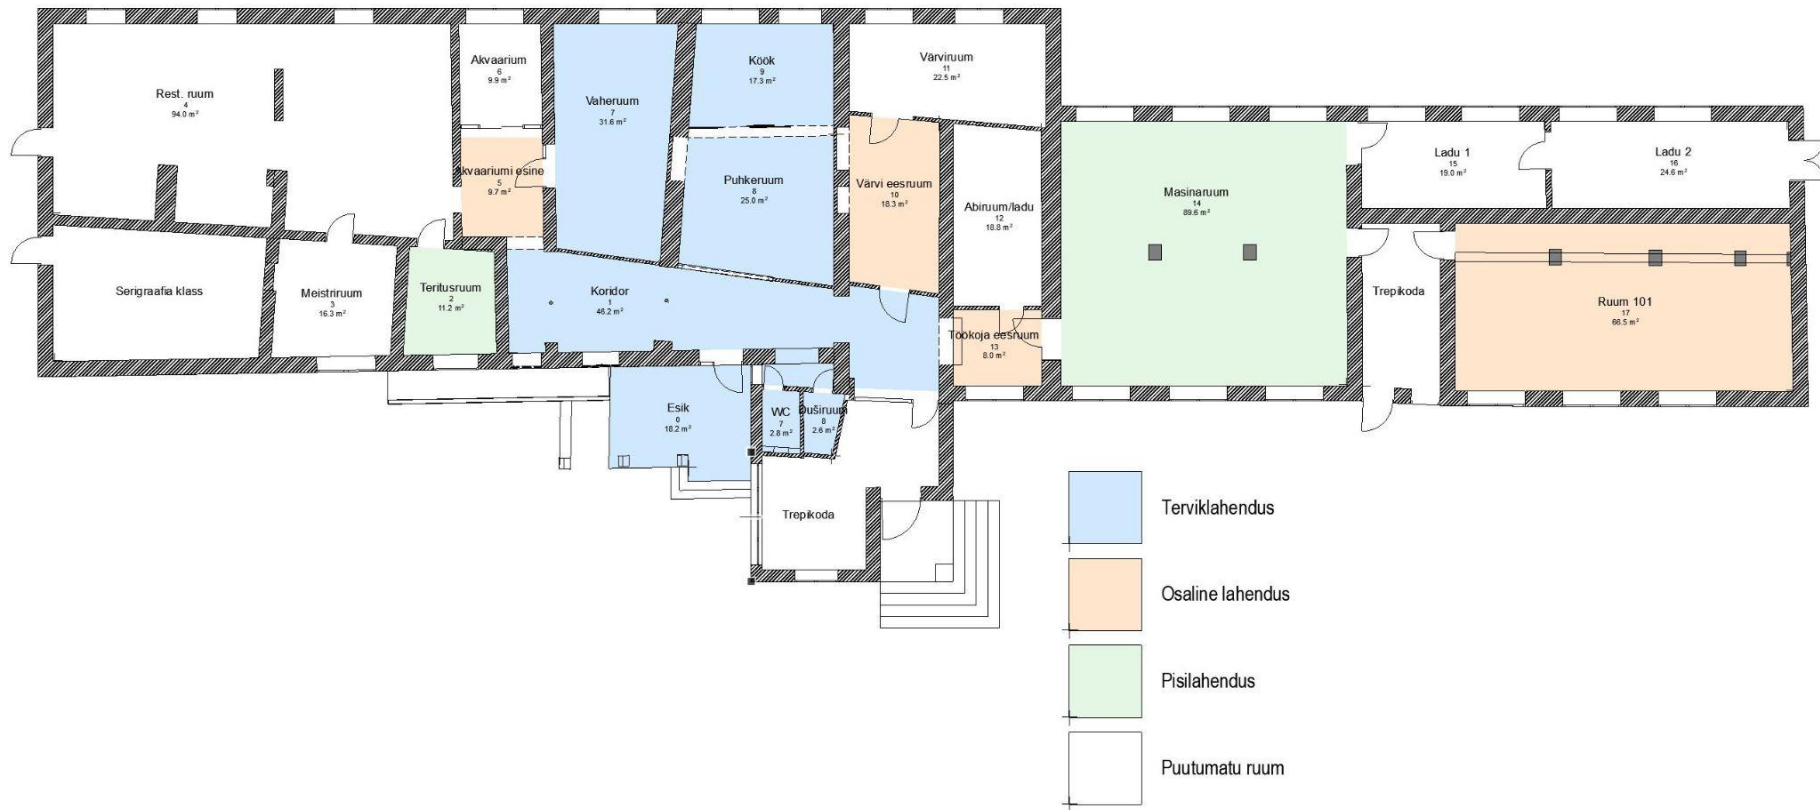 Rest. ruum
4
94.0 m²
Akvaarium
6
9.9 m²
Akvaariumi esine
5
9.7 m²
Vaheruum
7
31.6 m²
Köök
9
17.3 m²
Puhkeruum
8
25.0 m²
Värviruum
11
22.5 m²
Värvi eesruum
10
18.3 m²
Abiruum/ladu
12
18.8 m²
Masinaruum
14
89.6 m²
Ladu 1
15
19.0 m²
Ladu 2
16
24.6 m²
Serigraafia klass
Meistriruum
3
16.3 m²
Teritusruum
2
11.2 m²
Koridor
1
46.2 m²
Töökoja eesruum
13
8.0 m²
Trepikoda
Ruum 101
17
66.5 m²
Esik
0
18.2 m²
WC
7
2.8 m²
Duširuum
8
2.6 m²
Trepikoda
Terviklahendus
Osaline lahendus
Pisilahendus
Puutumatu ruum